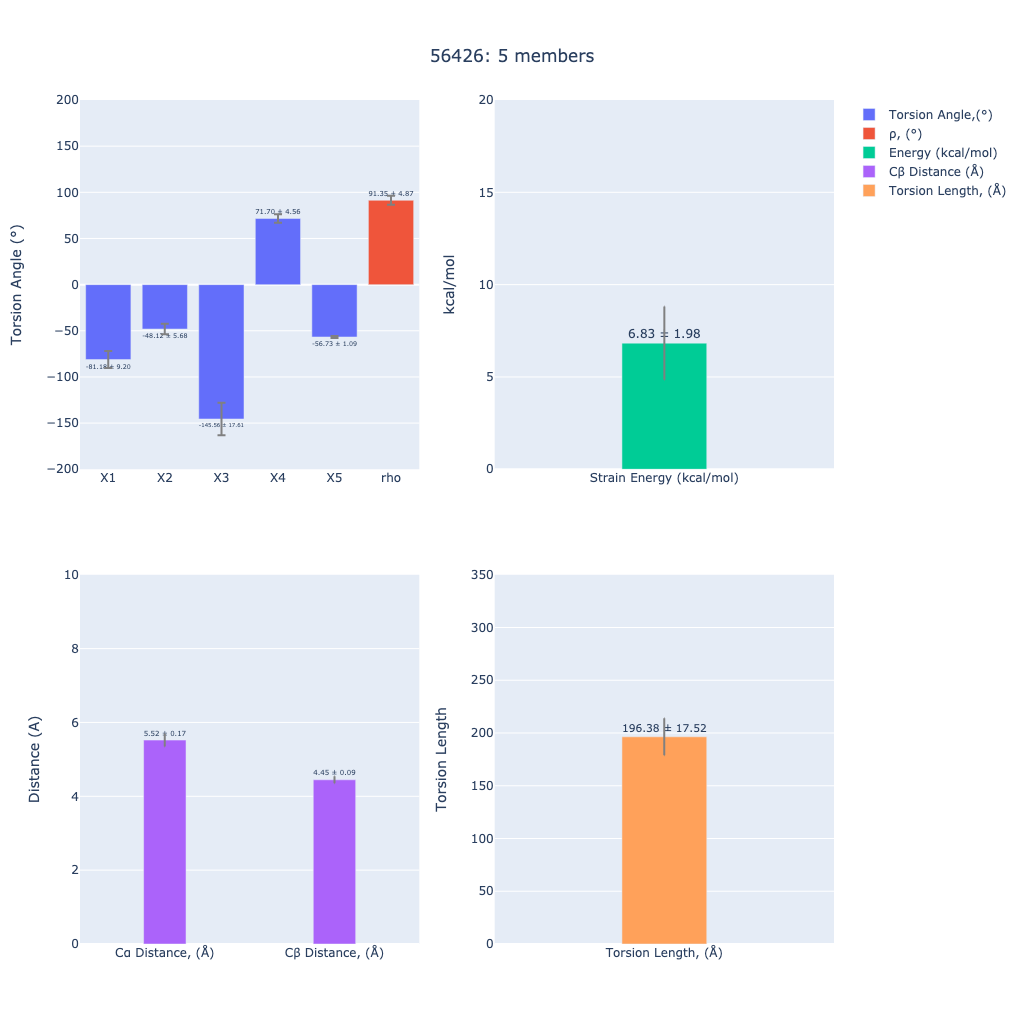 56426: 5 members
Torsion Angle (°)
200
150
100
50
0
−50
−100
−150
−200
-48.12 ± 5.68
-145.56 ± 17.61
71.70 ± 4.56
-56.73 ± 1.09
91.35 ± 4.87
X1 X2 X3 X4 X5 rho
kcal/mol
20
15
10
5
0
6.83 ± 1.98
Strain Energy (kcal/mol)
Torsion Angle,(°)
ρ, (°)
Energy (kcal/mol)
Cβ Distance (Å)
Torsion Length, (Å)
Distance (A)
10
8
6
4
2
0
5.52 ± 0.17
4.45 ± 0.09
Cα Distance, (Å) Cβ Distance, (Å)
Torsion Length
350
300
250
200
150
100
50
0
196.38 ± 17.52
Torsion Length, (Å)